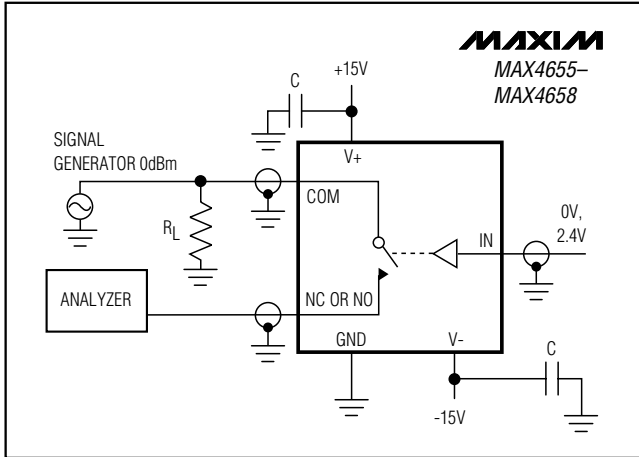 MAXIM
MAX4655–
MAX4658
+15V
C
SIGNAL
GENERATOR 0dBm
V+
COM
RL
IN
0V,
2.4V
ANALYZER
NC OR NO
GND
V-
C
-15V